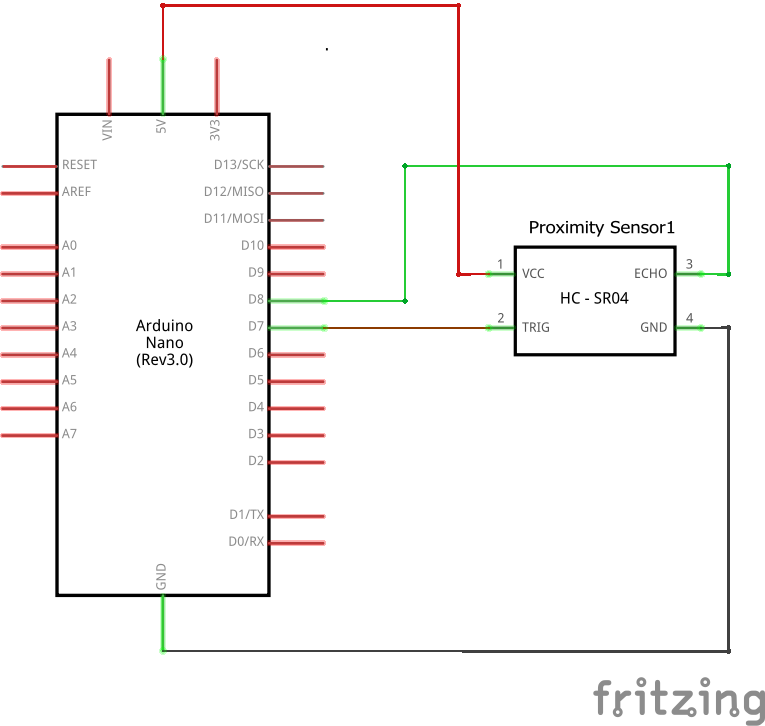 VIN
5V
3V3
RESET
AREF
A0
A1
A2
A3
A4
A5
A6
A7
Arduino
Nano
(Rev3.0)
D13/SCK
D12/MISO
D11/MOSI
D10
D9
D8
D7
D6
D5
D4
D3
D2
D1/TX
D0/RX
GND
Proximity Sensor1
1
VCC
ECHO
3
HC - SR04
2
TRIG
GND
4
fritzing